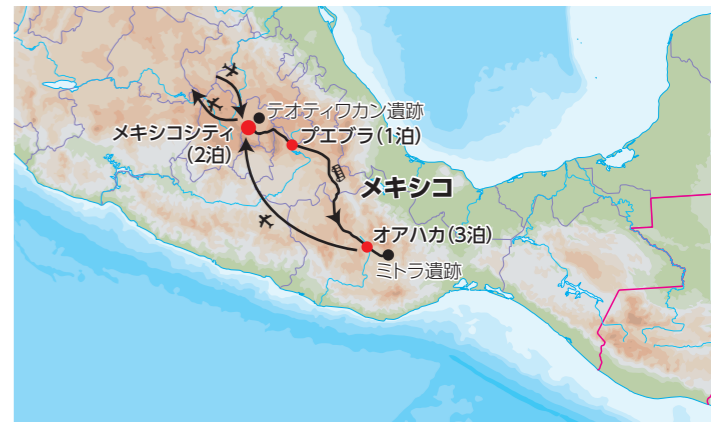 テオティワカン遺跡
メキシコシティ
(2泊)
プエブラ(1泊)
メキシコ
オアハカ(3泊)
ミトラ遺跡